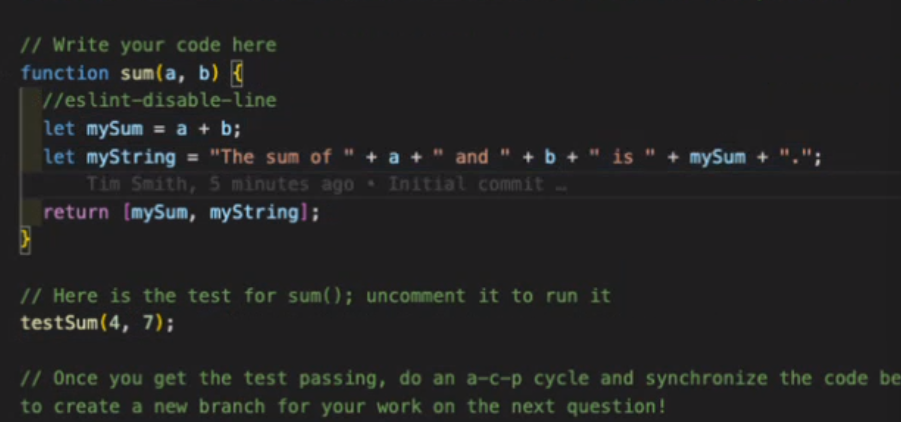 // Write your code here
function sum(a, b) {
//eslint-disable-line
let mySum = a + b;
let myString = "The sum of " + a + " and " + b + " is " + mySum + ".";
Tim Smith, 5 minutes ago • Initial commit …
return [mySum, myString];
}
// Here is the test for sum(); uncomment it to run it
testSum(4, 7);
// Once you get the test passing, do an a-c-p cycle and synchronize the code be
to create a new branch for your work on the next question!